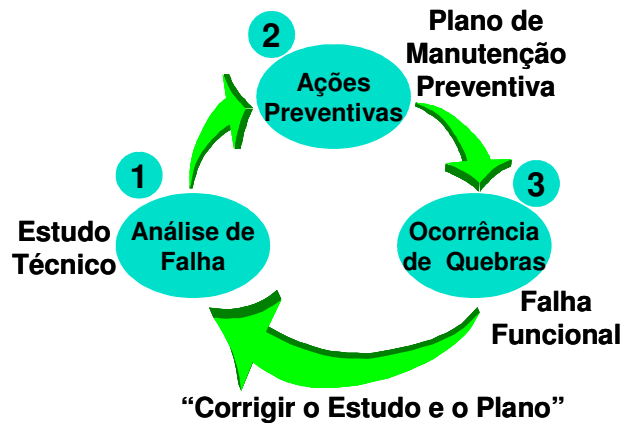 2
Plano de
Manutenção
Preventiva
Ações
Preventivas
1
3
Estudo
Técnico
Análise de
Falha
Ocorrência
de Quebras
Falha
Funcional
“Corrigir o Estudo e o Plano”